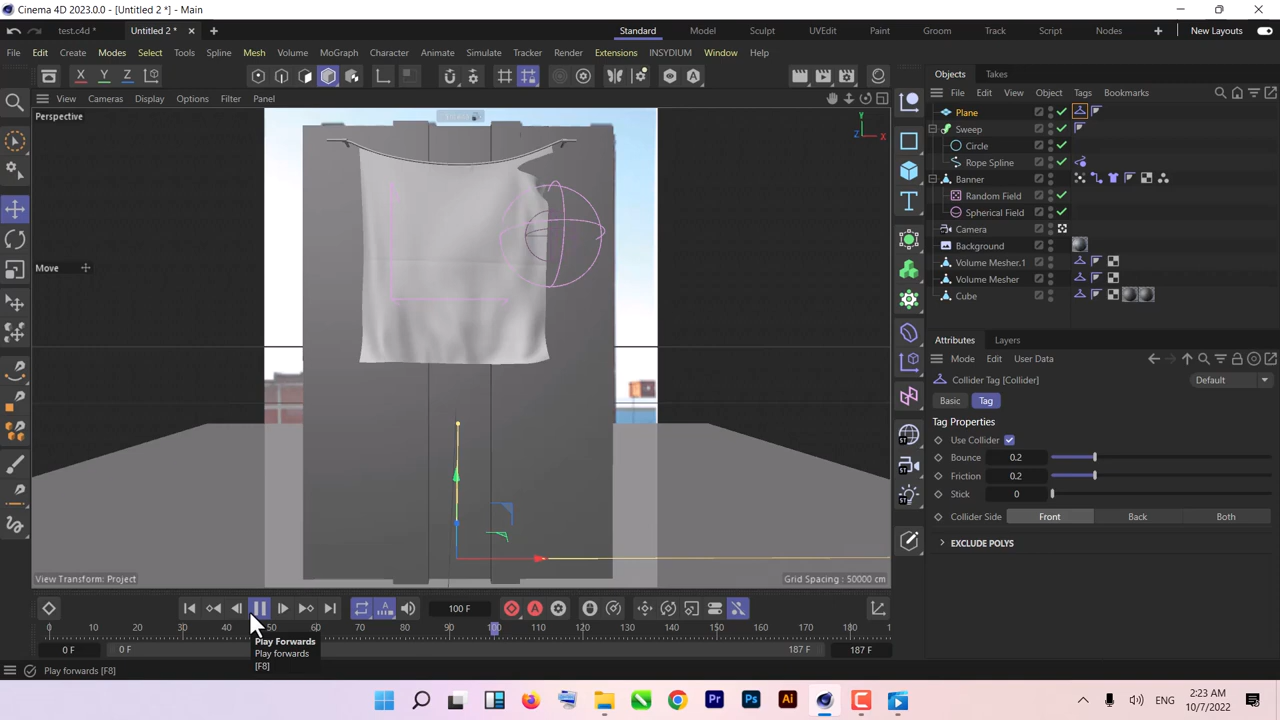 Cinema 4D 2023.0.0 - [Untitled 2 *] - Main
test.c4d *
Untitled 2 *
Standard
Model
Sculpt
UVEdit
Paint
Groom
Track
Script
Nodes
New Layouts
File
Edit
Create
Modes
Select
Tools
Spline
Mesh
Volume
MoGraph
Character
Animate
Simulate
Tracker
Render
Extensions
INSYDIUM
Window
Help
X
Y
Z
Objects
Takes
View
Cameras
Display
Options
Filter
Panel
File
Edit
View
Object
Tags
Bookmarks
Perspective
Y
Z
X
Plane
Sweep
Circle
Rope Spline
Banner
Random Field
Spherical Field
Camera
Background
Volume Mesher.1
Volume Mesher
Cube
Move
Attributes
Layers
Mode
Edit
User Data
Collider Tag [Collider]
Default
Basic
Tag
Tag Properties
Use Collider
Bounce
0.2
Friction
0.2
Stick
0
Collider Side
Front
Back
Both
EXCLUDE POLYS
ST
ST
ST
View Transform: Project
Grid Spacing : 50000 cm
100 F
0
10
20
30
40
50
60
70
80
90
100
110
120
130
140
150
160
170
180
0 F
0 F
187 F
187 F
Play Forwards
Play forwards
[F8]
Play forwards [F8]
Pr
Ps
Ai
ENG
2:23 AM
10/7/2022